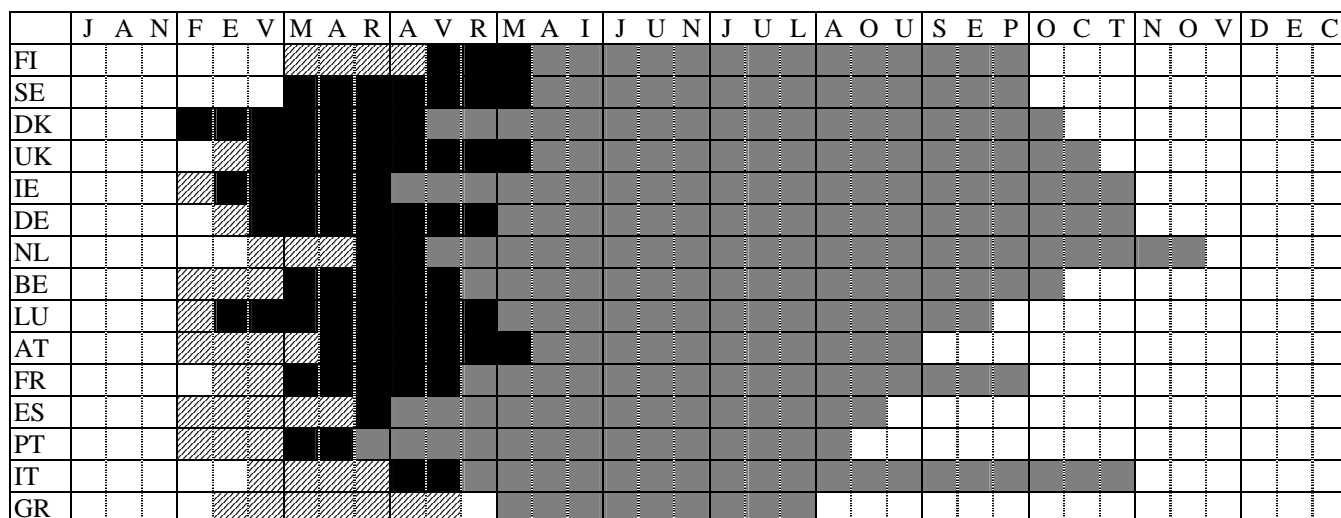 J A N F E V M A R A V R M A I J U N J U L A O U S E P O C T N O V D E C
FI
SE
DK
UK
IE
DE
NL
BE
LU
AT
FR
ES
PT
IT
GR